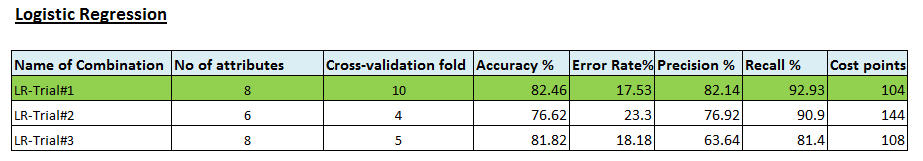 Logistic Regression
Name of Combination No of attributes Cross-validation fold Accuracy % Error Rate% Precision % Recall % Cost points
LR-Trial#1 8 10 82.46 17.53 82.14 92.93 104
LR-Trial#2 6 4 76.62 23.3 76.92 90.9 144
LR-Trial#3 8 5 81.82 18.18 63.64 81.4 108